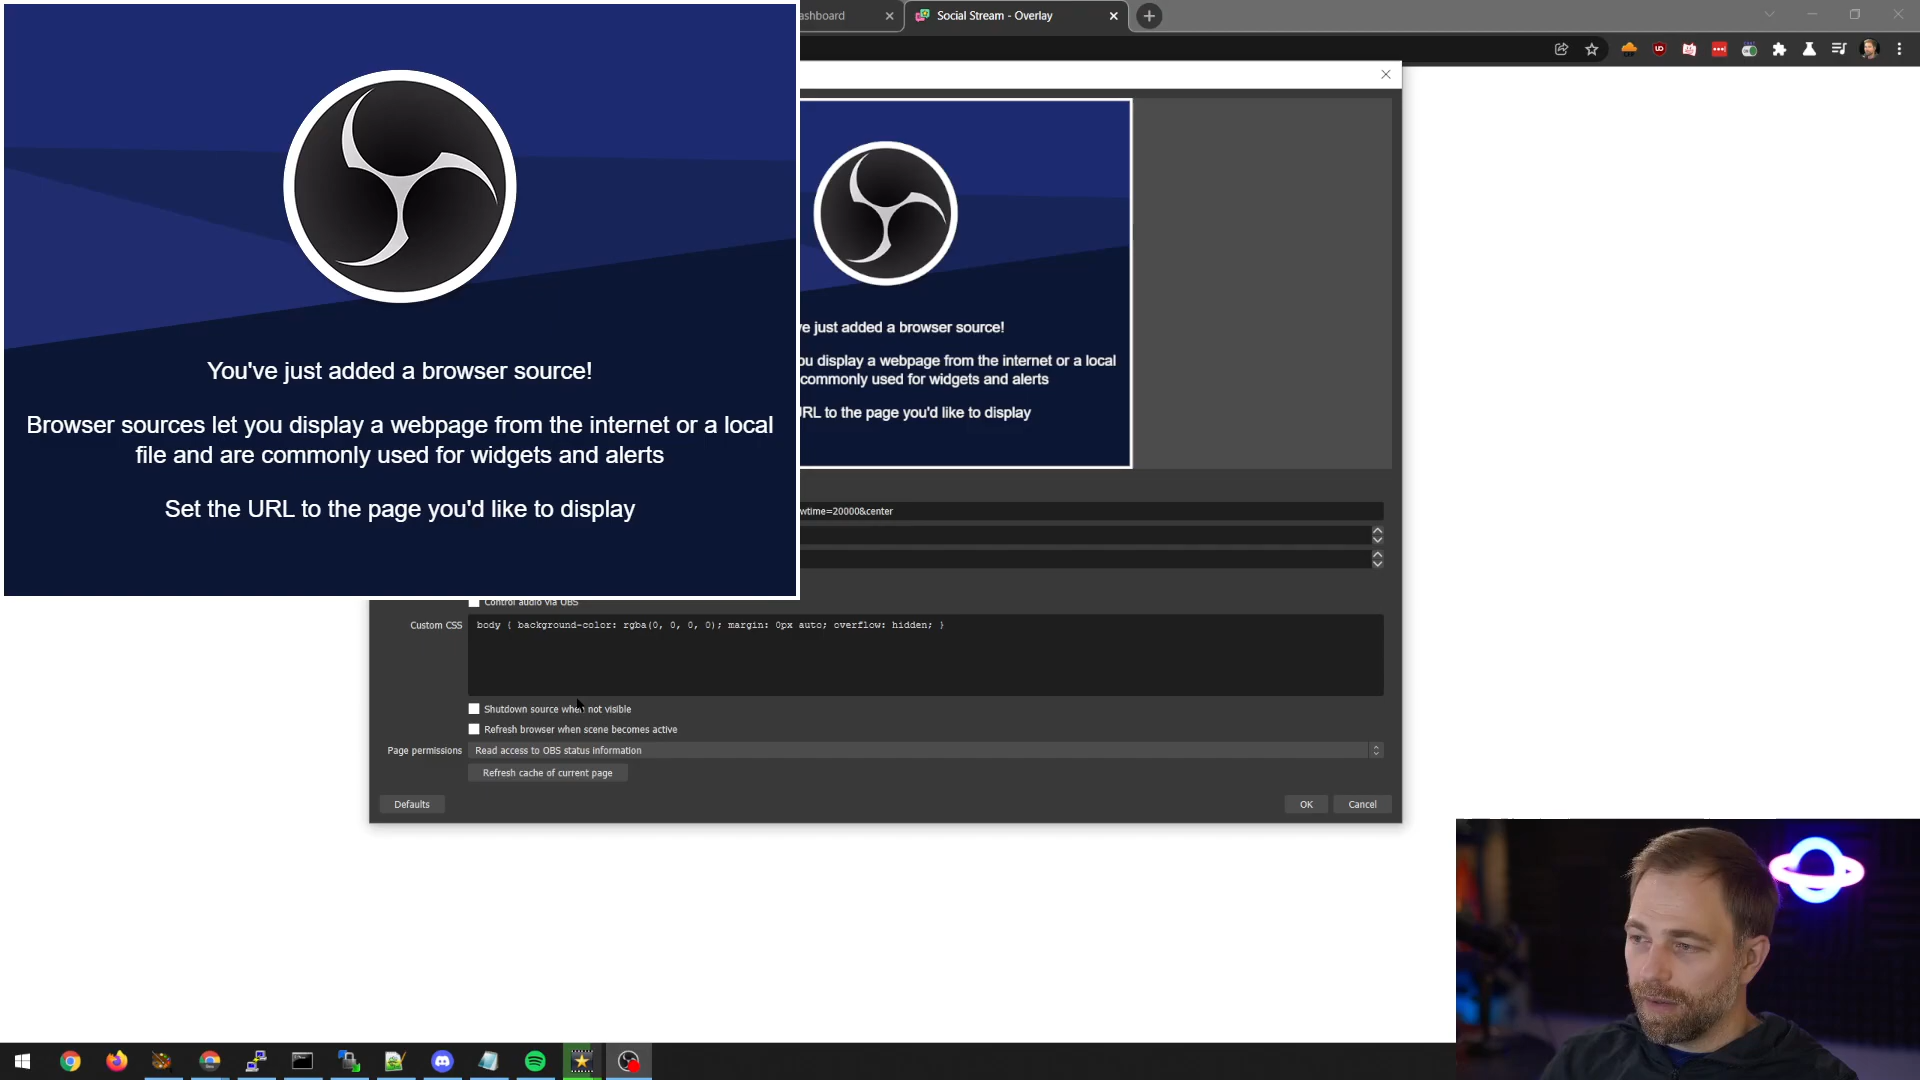 shboard
Social Stream - Overlay
You've just added a browser source!
Browser sources let you display a webpage from the internet or a local
file and are commonly used for widgets and alerts
Set the URL to the page you'd like to display
e just added a browser source!
u display a webpage from the internet or a local
commonly used for widgets and alerts
RL to the page you'd like to display
wtime=20000&center
Control audio via OBS
Custom CSS
body { background-color: rgba(0, 0, 0, 0); margin: 0px auto; overflow: hidden; }
Shutdown source when not visible
Refresh browser when scene becomes active
Page permissions
Read access to OBS status information
Refresh cache of current page
Defaults
OK
Cancel